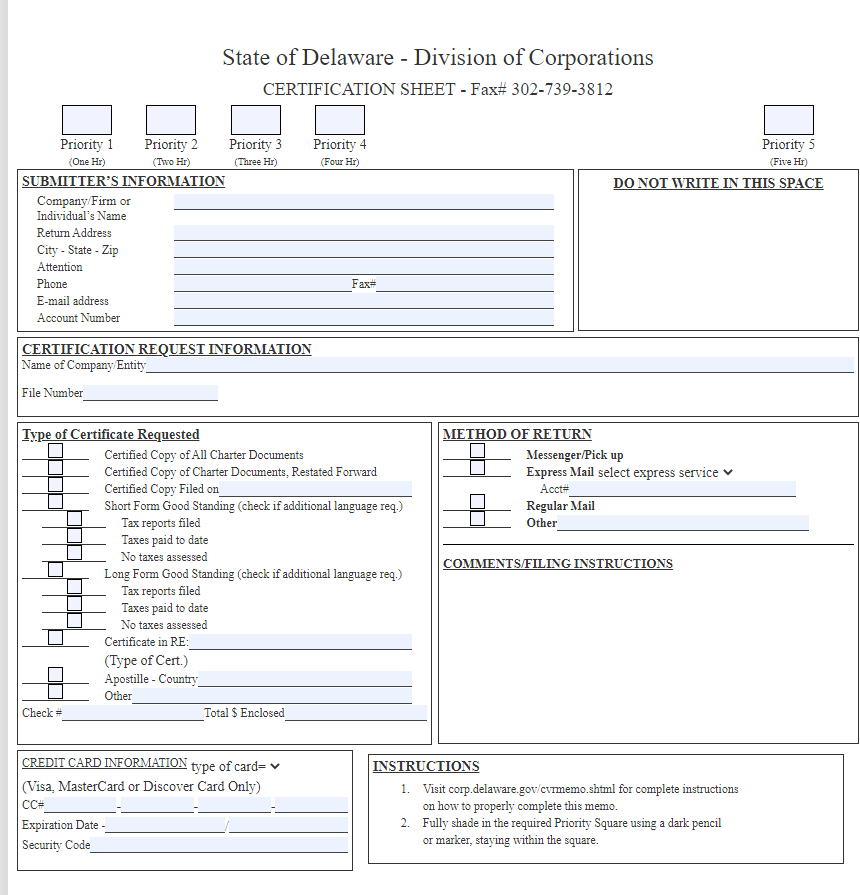 State of Delaware - Division of Corporations
CERTIFICATION SHEET - Fax# 302-739-3812
Priority 1 Priority 2 Priority 3 Priority 4 Priority 5
(One Hr) (Two Hr) (Three Hr) (Four Hr) (Five Hr)
SUBMITTER'S INFORMATION
Company/Firm or
Individual's Name
Return Address
City - State - Zip
Attention
Phone Fax#
E-mail address
Account Number
DO NOT WRITE IN THIS SPACE
CERTIFICATION REQUEST INFORMATION
Name of Company/Entity
File Number
Type of Certificate Requested
Certified Copy of All Charter Documents
Certified Copy of Charter Documents, Restated Forward
Certified Copy Filed on
Short Form Good Standing (check if additional language req.)
Tax reports filed
Taxes paid to date
No taxes assessed
Long Form Good Standing (check if additional language req.)
Tax reports filed
Taxes paid to date
No taxes assessed
Certificate in RE:
(Type of Cert.)
Apostille - Country
Other
Check # Total $ Enclosed
METHOD OF RETURN
Messenger/Pick up
Express Mail select express service
Acct#
Regular Mail
Other
COMMENTS/FILING INSTRUCTIONS
CREDIT CARD INFORMATION type of card=
(Visa, MasterCard or Discover Card Only)
CC# - - -
Expiration Date - /
Security Code
INSTRUCTIONS
1. Visit corp.delaware.gov/cvrmemo.shtml for complete instructions
on how to properly complete this memo.
2. Fully shade in the required Priority Square using a dark pencil
or marker, staying within the square.